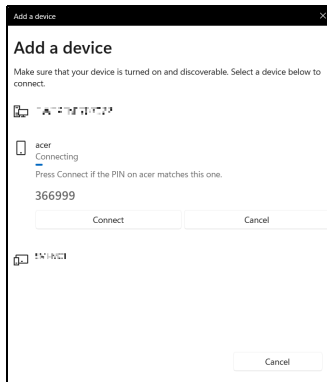 Add a device
Add a device
Make sure that your device is turned on and discoverable. Select a device below to
connect.
acer
Connecting
Press Connect if the PIN on acer matches this one.
366999
Connect Cancel
Cancel